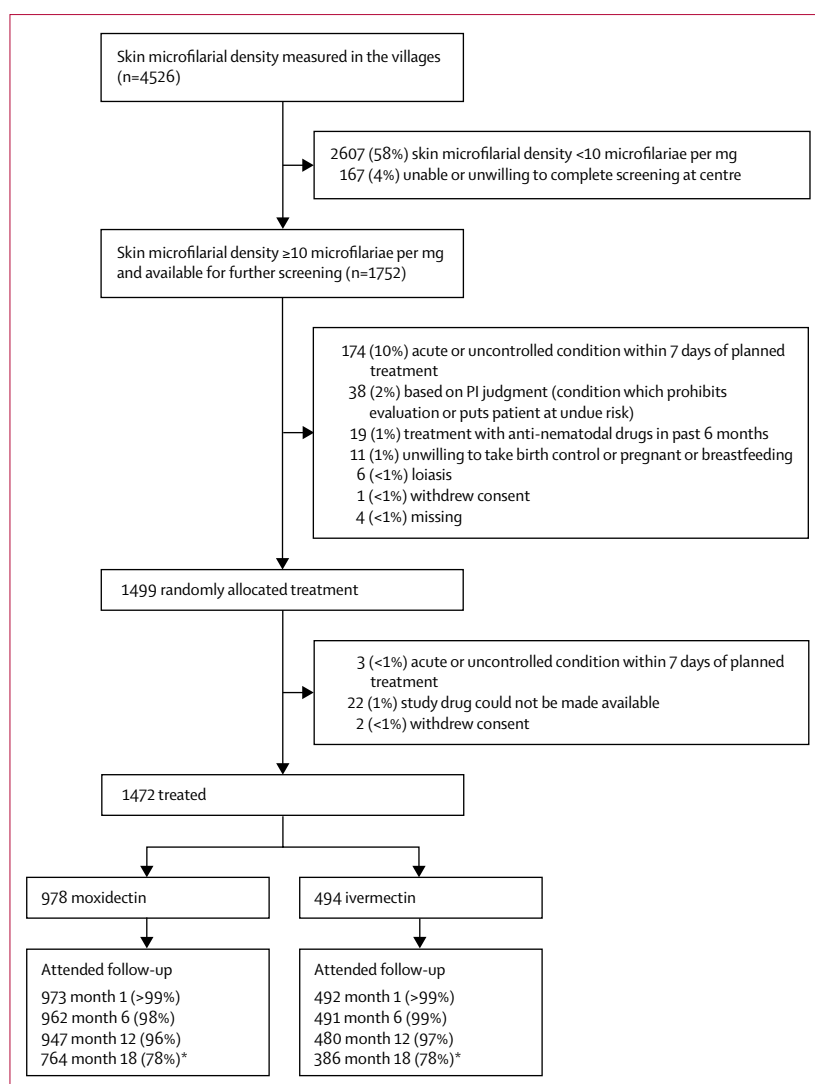 Skin microfilarial density measured in the villages
(n=4526)
2607 (58%) skin microfilarial density <10 microfilariae per mg
167 (4%) unable or unwilling to complete screening at centre
Skin microfilarial density ≥10 microfilariae per mg
and available for further screening (n=1752)
174 (10%) acute or uncontrolled condition within 7 days of planned
treatment
38 (2%) based on PI judgment (condition which prohibits
evaluation or puts patient at undue risk)
19 (1%) treatment with anti-nematodal drugs in past 6 months
11 (1%) unwilling to take birth control or pregnant or breastfeeding
6 (<1%) loiasis
1 (<1%) withdrew consent
4 (<1%) missing
1499 randomly allocated treatment
3 (<1%) acute or uncontrolled condition within 7 days of planned
treatment
22 (1%) study drug could not be made available
2 (<1%) withdrew consent
1472 treated
978 moxidectin
494 ivermectin
Attended follow-up
973 month 1 (>99%)
962 month 6 (98%)
947 month 12 (96%)
764 month 18 (78%)*
Attended follow-up
492 month 1 (>99%)
491 month 6 (99%)
480 month 12 (97%)
386 month 18 (78%)*